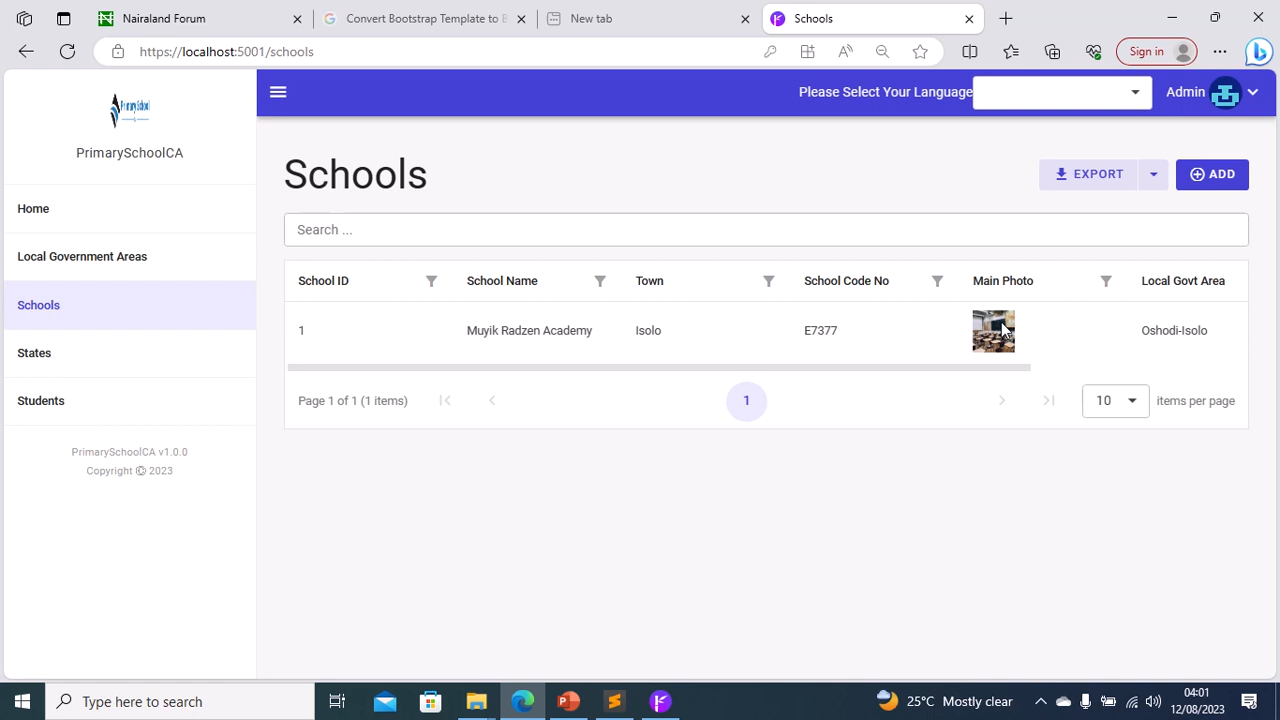 Nairaland Forum
Convert Bootstrap Template to B
New tab
Schools
https://localhost:5001/schools
Sign in
Primary School
PrimarySchoolCA
Please Select Your Language
Admin
Home
Local Government Areas
Schools
States
Students
PrimarySchoolCA v1.0.0
Copyright © 2023
Schools
EXPORT
ADD
Search ...
School ID School Name Town School Code No Main Photo Local Govt Area
1 Muyik Radzen Academy Isolo E7377 Oshodi-Isolo
Page 1 of 1 (1 items) 1 10 items per page
Type here to search
25°C Mostly clear
04:01
12/08/2023